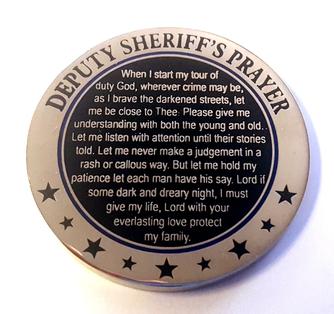 DEPUTY SHERIFF'S PRAYER
When I start my tour of
duty God, wherever crime may be,
as I brave the darkened streets, let
me be close to Thee. Please give me
understanding with both the young and old.
Let me listen with attention until their stories
told. Let me never make a judgement in a
rash or callous way. But let me hold my
patience let each man have his say. Lord if
some dark and dreary night, I must
give my life, Lord with your
everlasting love protect
my family.